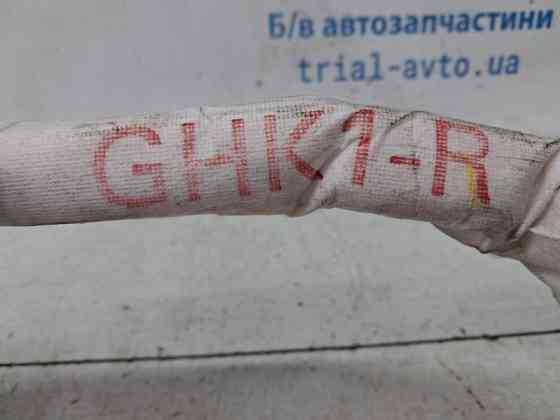 Б/в автозапчастини
trial-avto.ua
GHK1-R